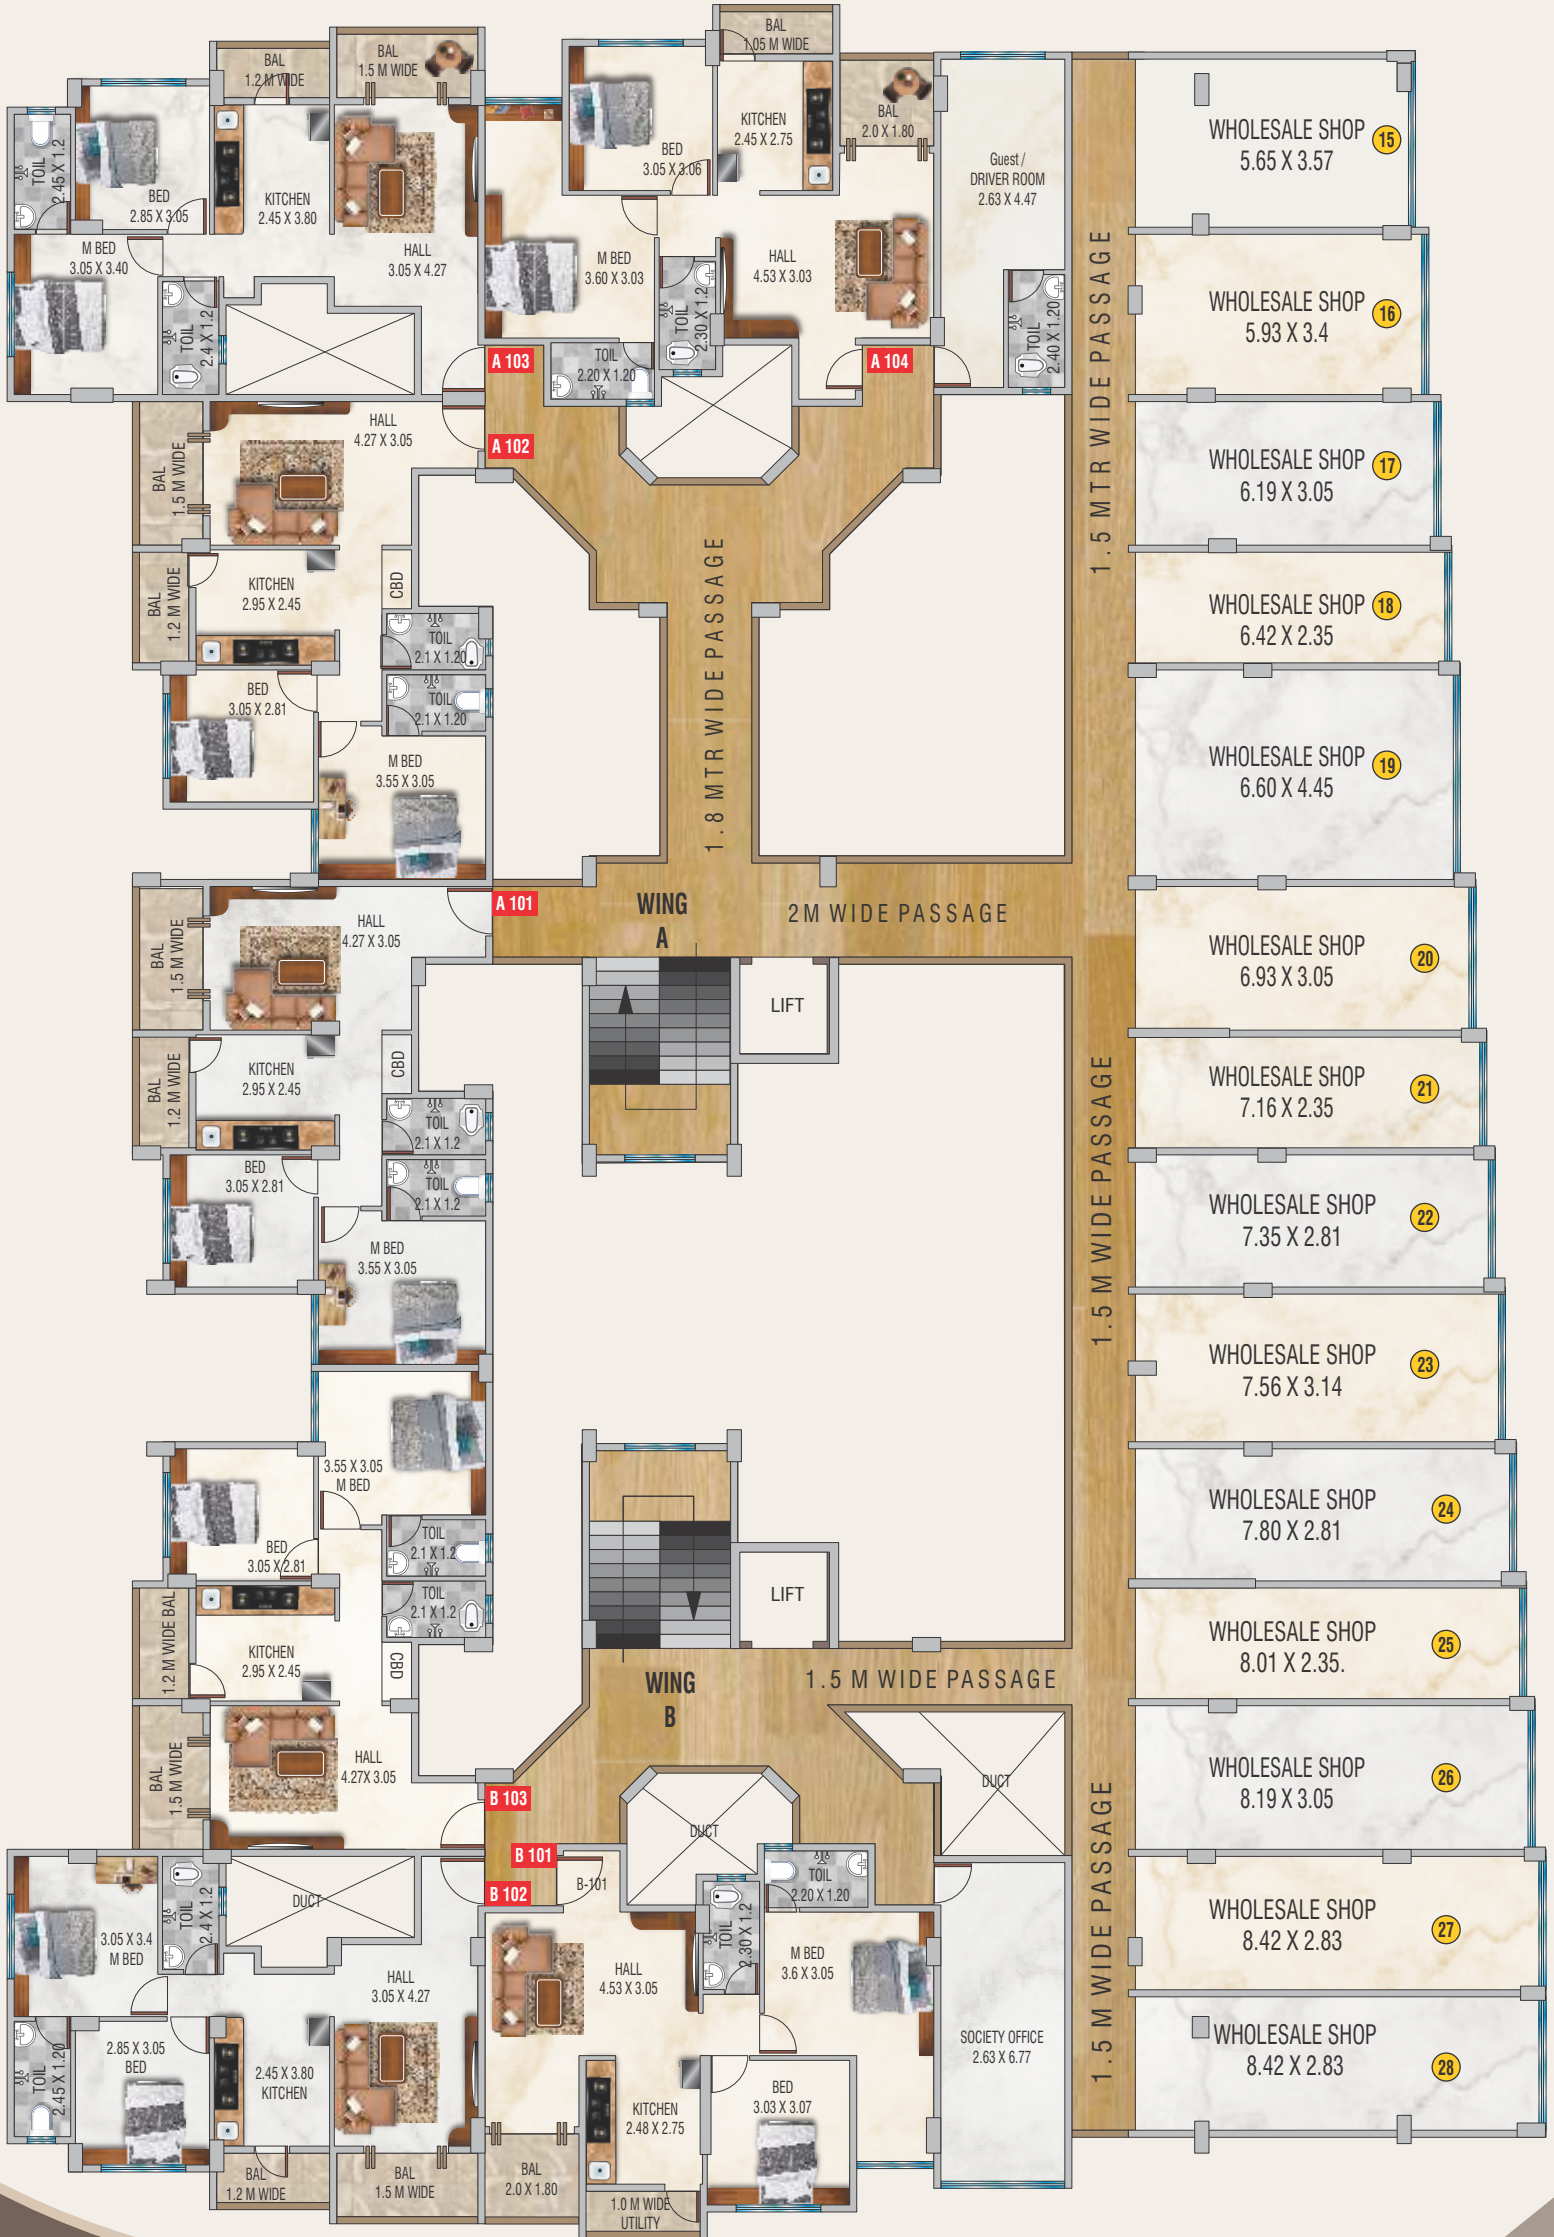 BAL
1.2 M WIDE
BAL
1.5 M WIDE
TOIL
2.45 X 1.2
BED
2.85 X 3.05
KITCHEN
2.45 X 3.80
HALL
3.05 X 4.27
M BED
3.05 X 3.40
TOIL
2.4 X 1.2
A 103
BAL
1.05 M WIDE
BED
3.05 X 3.06
KITCHEN
2.45 X 2.75
BAL
2.0 X 1.80
M BED
3.60 X 3.03
TOIL
2.30 X 1.2
HALL
4.53 X 3.03
TOIL
2.20 X 1.20
A 104
Guest /
DRIVER ROOM
2.63 X 4.47
TOIL
2.40 X 1.20
A 102
HALL
4.27 X 3.05
BAL
1.5 M WIDE
BAL
1.2 M WIDE
KITCHEN
2.95 X 2.45
CBD
TOIL
2.1 X 1.20
TOIL
2.1 X 1.20
BED
3.05 X 2.81
M BED
3.55 X 3.05
1.8 MTR WIDE PASSAGE
1.5 MTR WIDE PASSAGE
A 101
WING
A
2M WIDE PASSAGE
LIFT
HALL
4.27 X 3.05
BAL
1.5 M WIDE
BAL
1.2 M WIDE
KITCHEN
2.95 X 2.45
CBD
TOIL
2.1 X 1.2
TOIL
2.1 X 1.2
BED
3.05 X 2.81
M BED
3.55 X 3.05
1.5 M WIDE PASSAGE
3.55 X 3.05
M BED
BED
3.05 X 2.81
TOIL
2.1 X 1.2
TOIL
2.1 X 1.2
1.2 M WIDE BAL
KITCHEN
2.95 X 2.45
CBD
BAL
1.5 M WIDE
HALL
4.27X 3.05
LIFT
WING
B
1.5 M WIDE PASSAGE
B 103
B 101
B 102
B-101
DUCT
DUCT
DUCT
3.05 X 3.4
M BED
TOIL
2.4 X 1.2
HALL
3.05 X 4.27
TOIL
2.45 X 1.20
2.85 X 3.05
BED
2.45 X 3.80
KITCHEN
BAL
1.2 M WIDE
BAL
1.5 M WIDE
HALL
4.53 X 3.05
TOIL
2.30 X 1.2
TOIL
2.20 X 1.20
M BED
3.6 X 3.05
KITCHEN
2.48 X 2.75
BED
3.03 X 3.07
BAL
2.0 X 1.80
1.0 M WIDE
UTILITY
SOCIETY OFFICE
2.63 X 6.77
1.5 M WIDE PASSAGE
WHOLESALE SHOP 15
5.65 X 3.57
WHOLESALE SHOP 16
5.93 X 3.4
WHOLESALE SHOP 17
6.19 X 3.05
WHOLESALE SHOP 18
6.42 X 2.35
WHOLESALE SHOP 19
6.60 X 4.45
WHOLESALE SHOP 20
6.93 X 3.05
WHOLESALE SHOP 21
7.16 X 2.35
WHOLESALE SHOP 22
7.35 X 2.81
WHOLESALE SHOP 23
7.56 X 3.14
WHOLESALE SHOP 24
7.80 X 2.81
WHOLESALE SHOP 25
8.01 X 2.35.
WHOLESALE SHOP 26
8.19 X 3.05
WHOLESALE SHOP 27
8.42 X 2.83
WHOLESALE SHOP 28
8.42 X 2.83